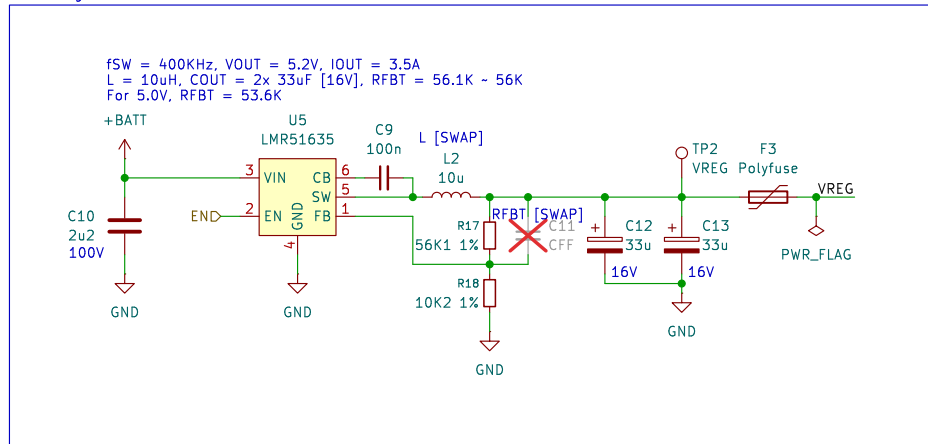 fSW = 400KHz, VOUT = 5.2V, IOUT = 3.5A
L = 10uH, COUT = 2x 33uF [16V], RFBT = 56.1K ~ 56K
For 5.0V, RFBT = 53.6K
+BATT
U5
LMR51635
C9
100n
L [SWAP]
L2
10u
TP2
VREG
F3
Polyfuse
VREG
3
VIN
CB
6
SW
5
EN
2
EN
GND
FB
1
4
C10
2u2
100V
RFBT [SWAP]
R17
56K1 1%
C11
CFF
+
C12
33u
16V
+
C13
33u
16V
PWR_FLAG
R18
10K2 1%
GND
GND
GND
GND